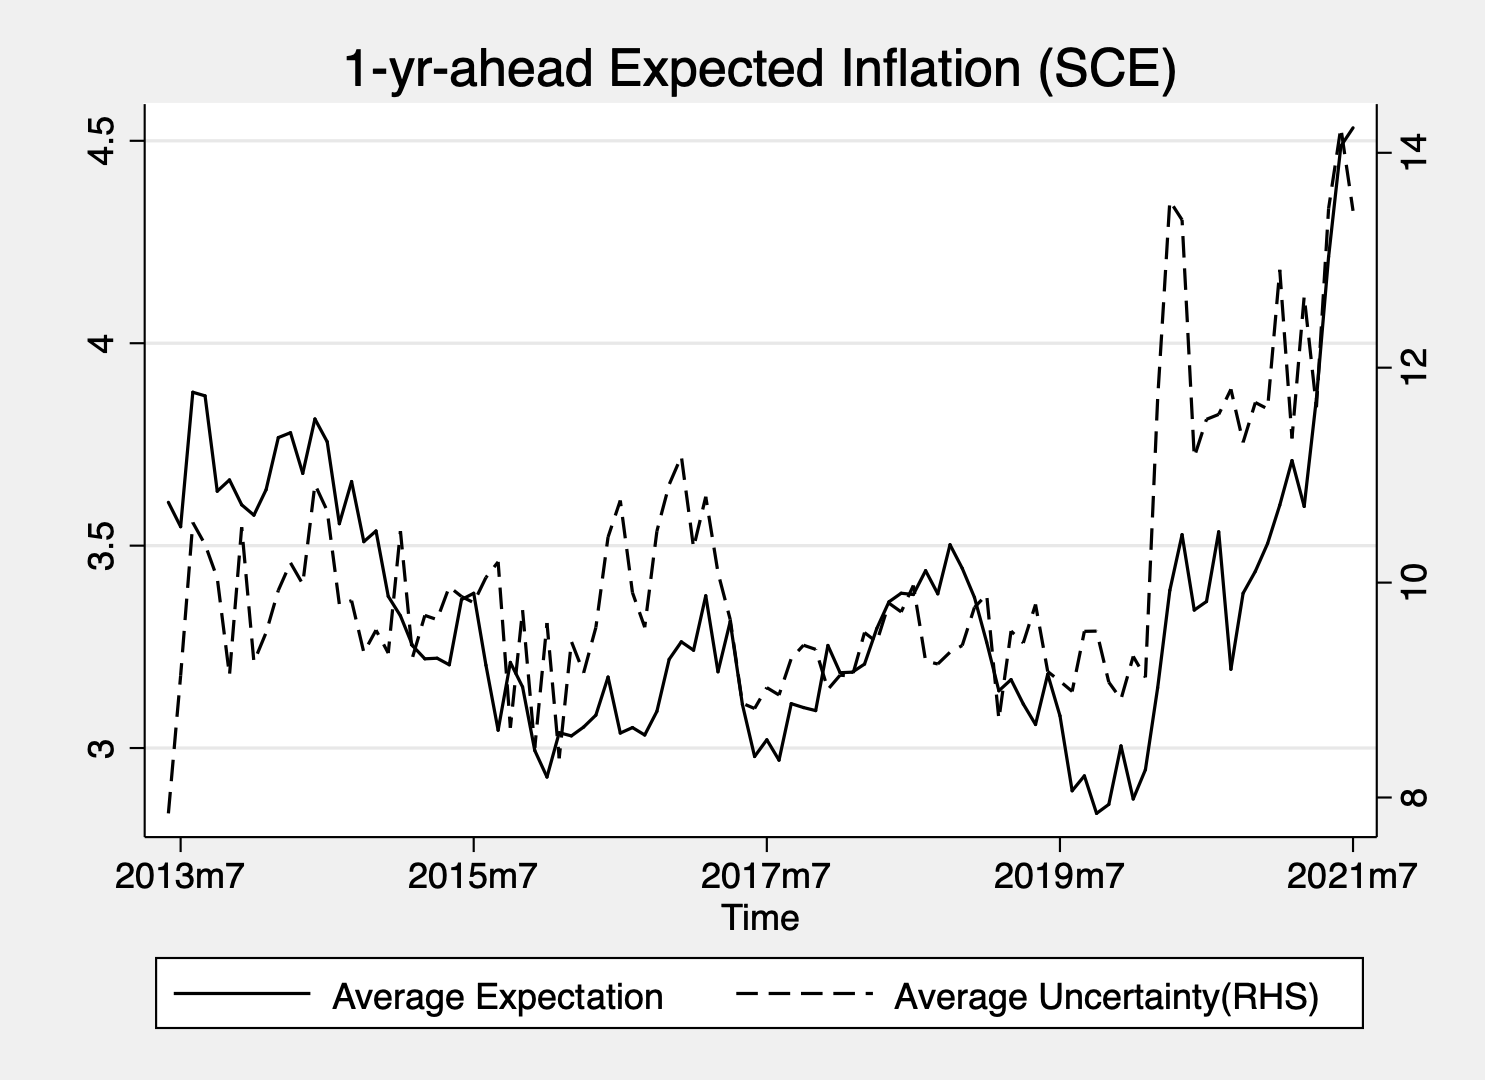 1-yr-ahead Expected Inflation (SCE)
4.5
4
3.5
3
14
12
10
8
2013m7 2015m7 2017m7 2019m7 2021m7
Time
Average Expectation Average Uncertainty(RHS)